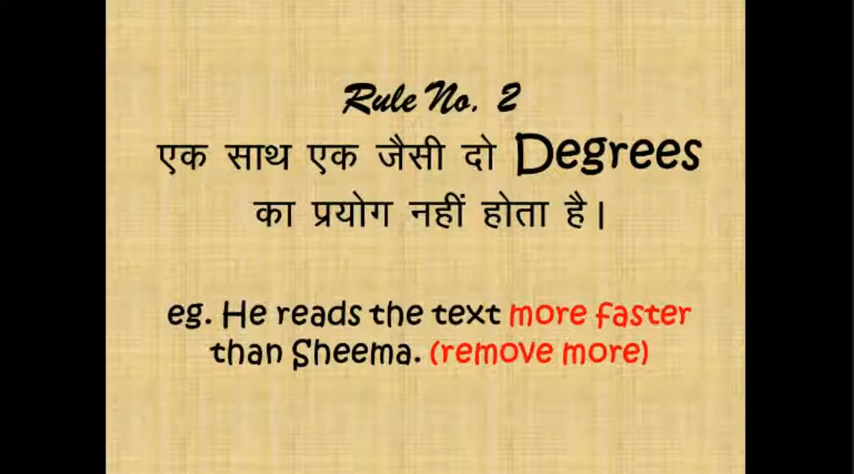 Rule No. 2
एक साथ एक जैसी दो Degrees
का प्रयोग नहीं होता है।
eg. He reads the text more faster
than Sheema. (remove more)